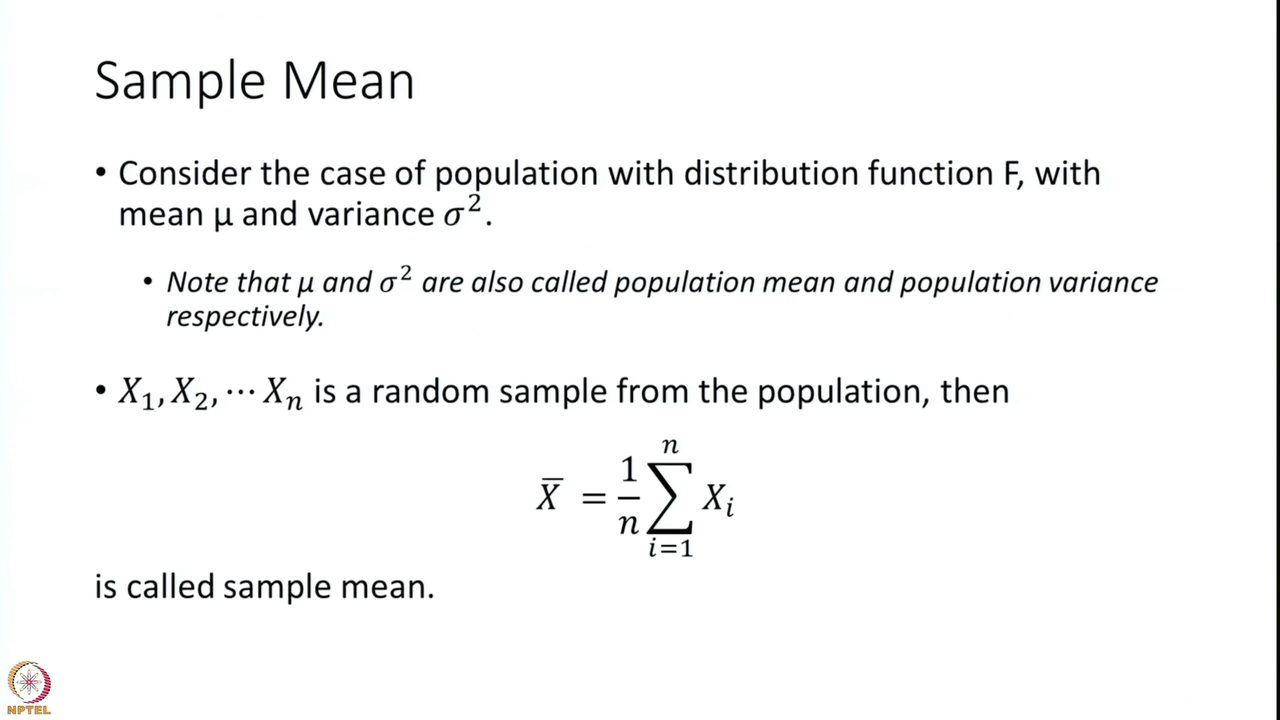 Sample Mean
• Consider the case of population with distribution function F, with
mean μ and variance σ².
• Note that μ and σ² are also called population mean and population variance
respectively.
• X₁, X₂, ⋯ Xₙ is a random sample from the population, then
X̄ = 1/n ∑ᵢ₌₁ⁿ Xᵢ
is called sample mean.
NPTEL